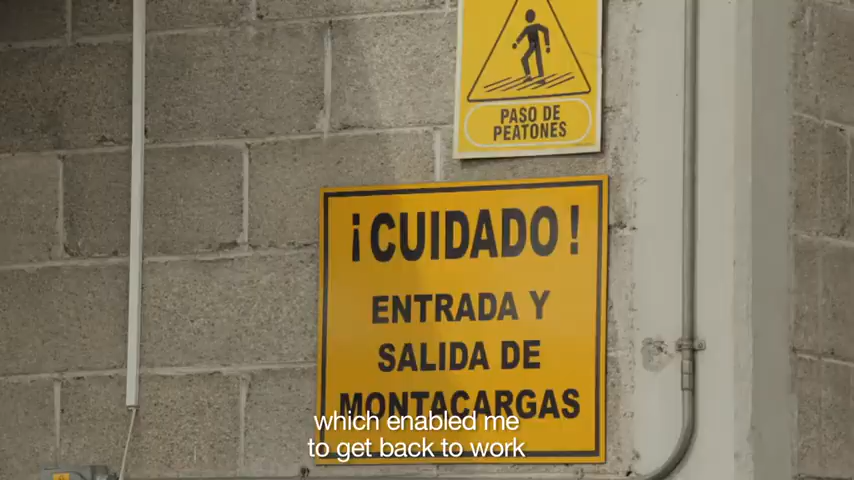 PASO DE
PEATONES
¡CUIDADO!
ENTRADA Y
SALIDA DE
MONTACARGAS
which enabled me
to get back to work